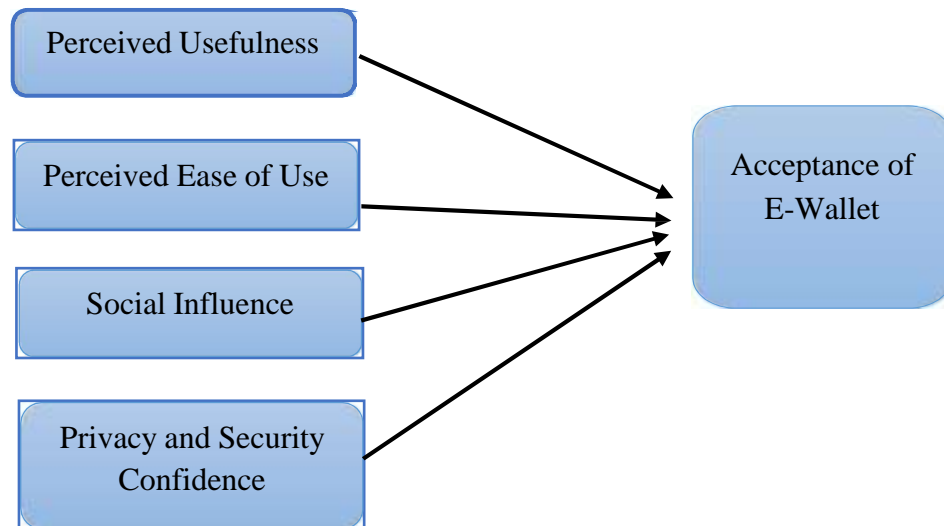 Perceived Usefulness
Perceived Ease of Use
Social Influence
Privacy and Security
Confidence
Acceptance of
E-Wallet